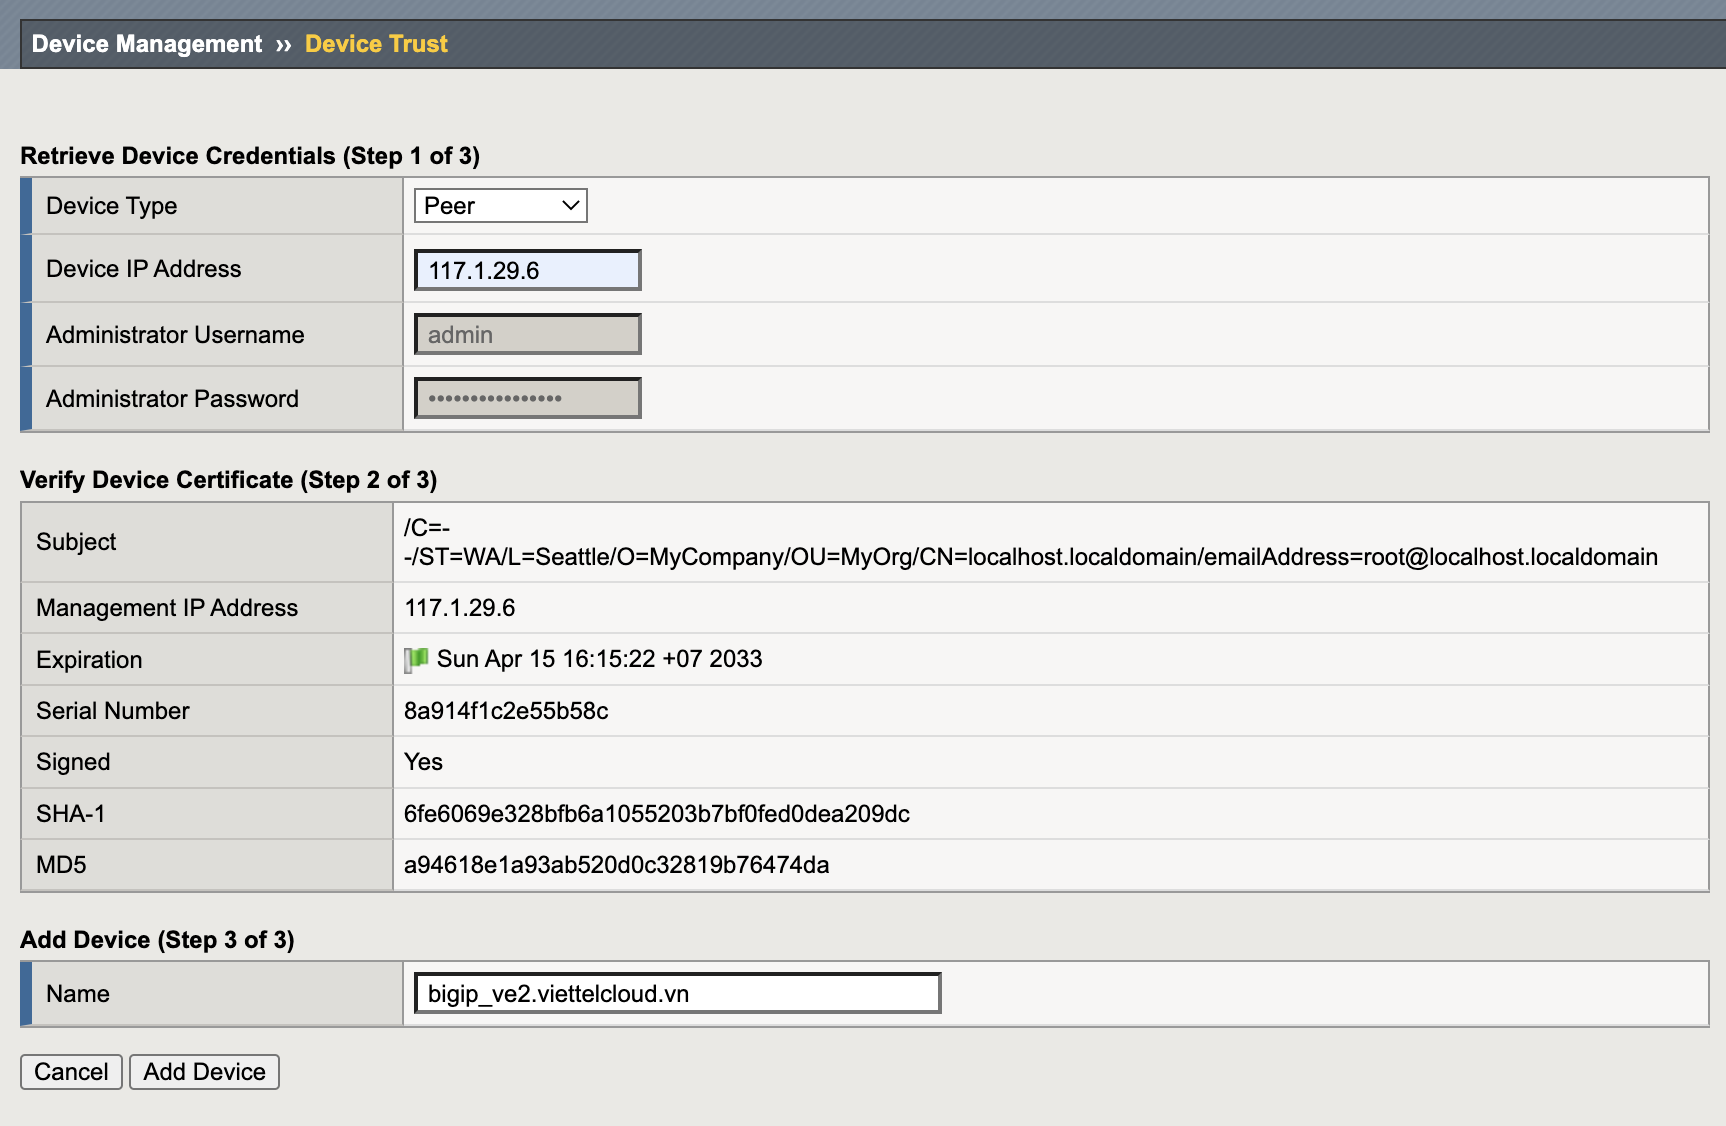 Device Management ›› Device Trust
Retrieve Device Credentials (Step 1 of 3)
Device Type Peer
Device IP Address 117.1.29.6
Administrator Username admin
Administrator Password ••••••••••••••••
Verify Device Certificate (Step 2 of 3)
Subject /C=-
-/ST=WA/L=Seattle/O=MyCompany/OU=MyOrg/CN=localhost.localdomain/emailAddress=root@localhost.localdomain
Management IP Address 117.1.29.6
Expiration Sun Apr 15 16:15:22 +07 2033
Serial Number 8a914f1c2e55b58c
Signed Yes
SHA-1 6fe6069e328bfb6a1055203b7bf0fed0dea209dc
MD5 a94618e1a93ab520d0c32819b76474da
Add Device (Step 3 of 3)
Name bigip_ve2.viettelcloud.vn
Cancel Add Device